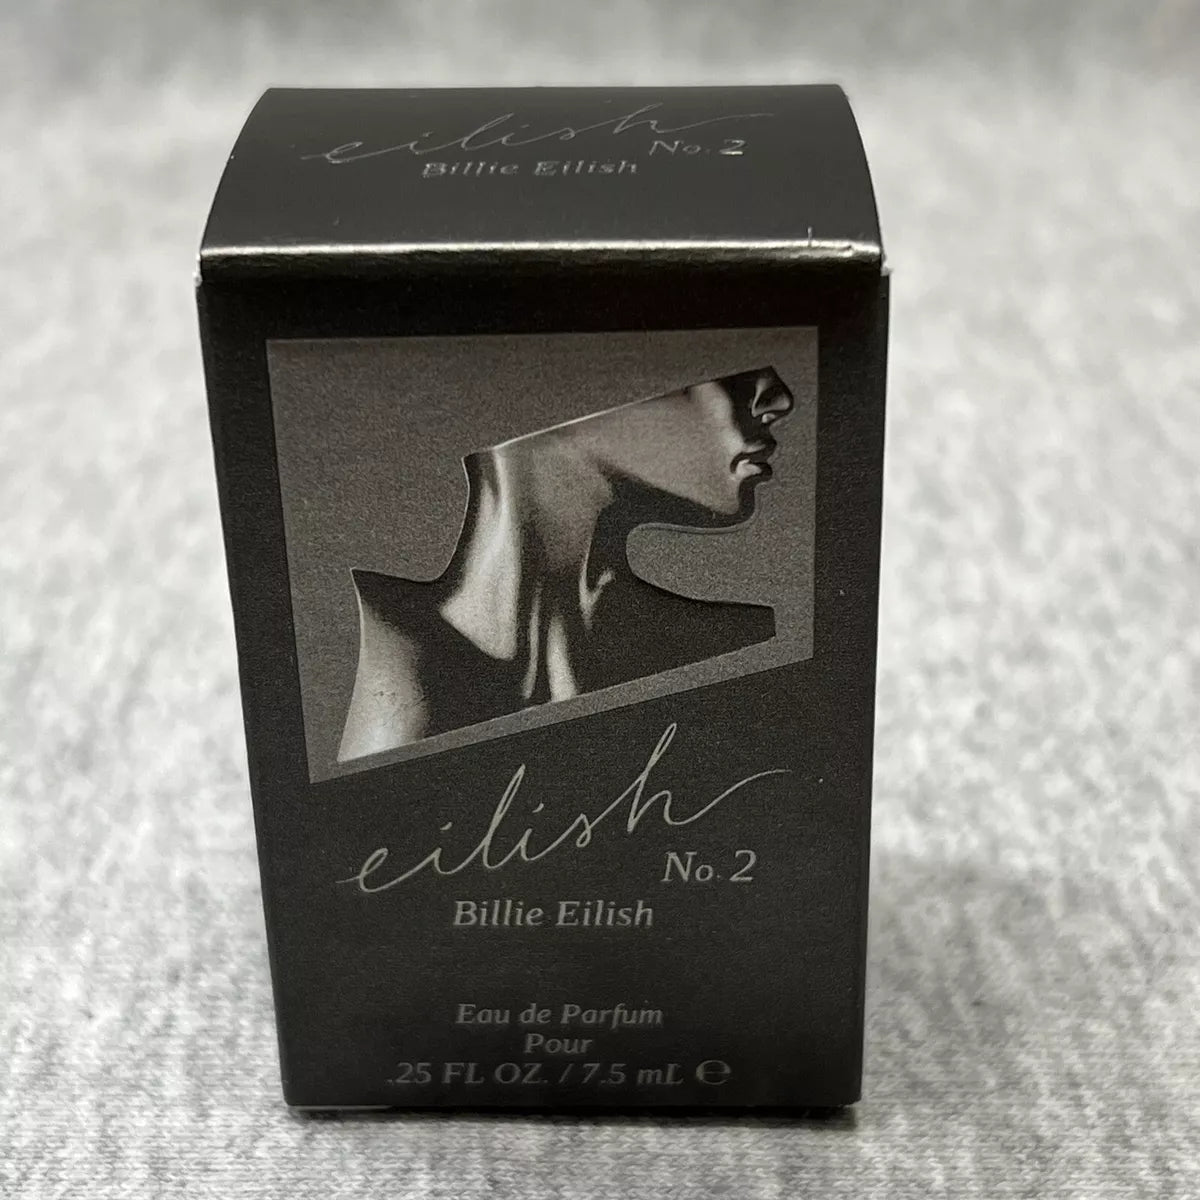 eilish No. 2
Billie Eilish
eilish
No. 2
Billie Eilish
Eau de Parfum
Pour
.25 FL OZ. / 7.5 mL ℮